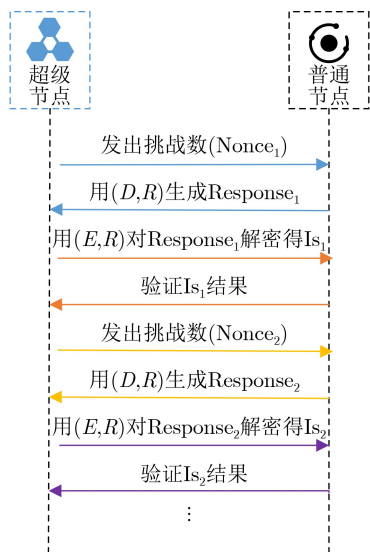 超级
节点
普通
节点
发出挑战数(Nonce₁)
用(D,R)生成Response₁
用(E,R)对Response₁解密得Is₁
验证Is₁结果
发出挑战数(Nonce₂)
用(D,R)生成Response₂
用(E,R)对Response₂解密得Is₂
验证Is₂结果
⋮